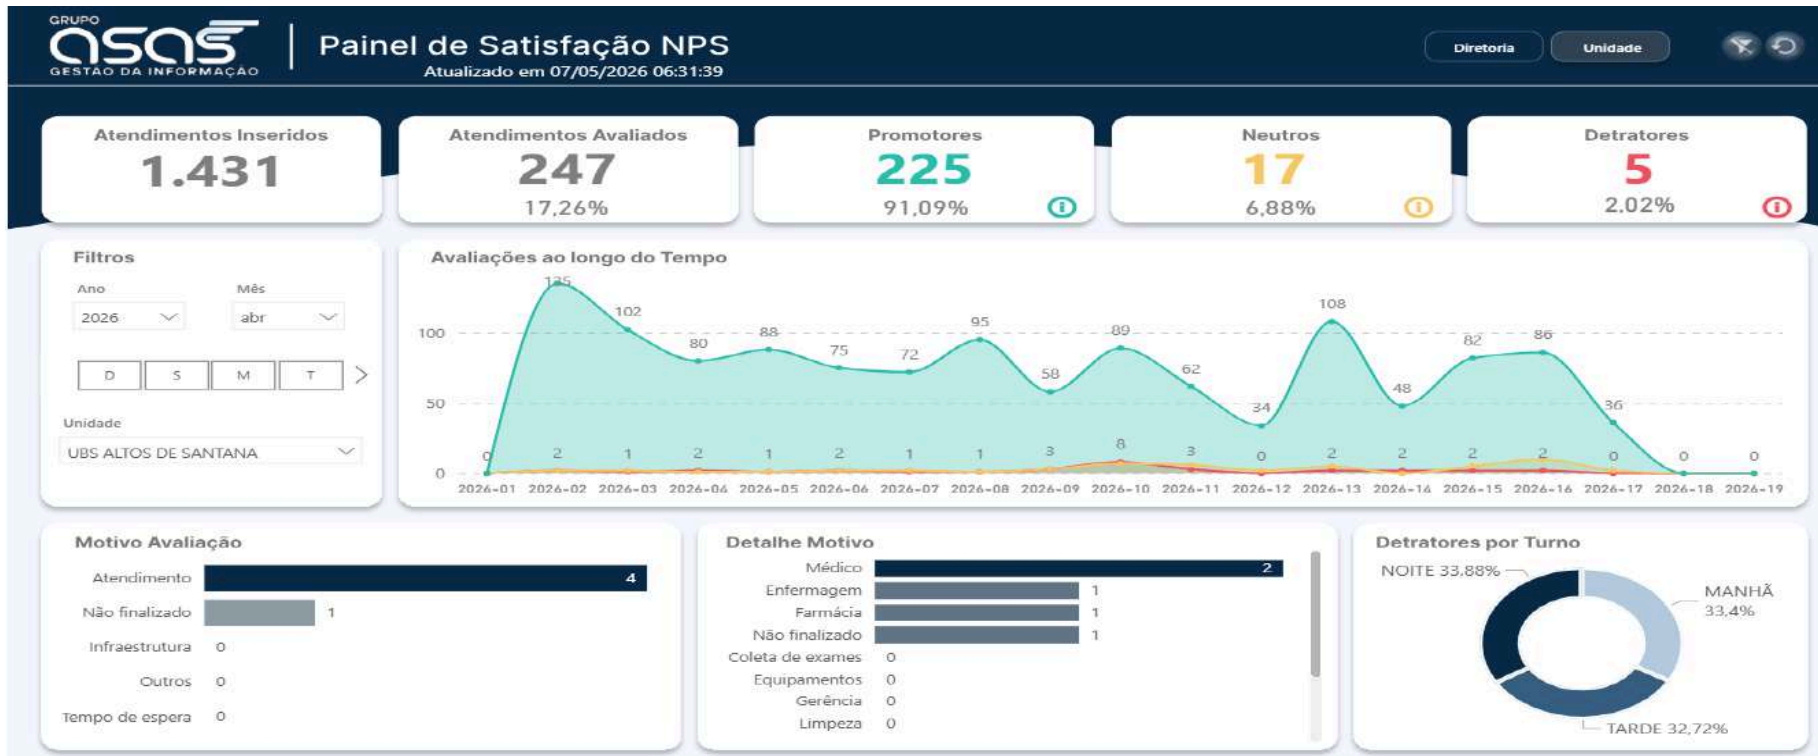 GRUPO
asas
GESTÃO DA INFORMAÇÃO
Painel de Satisfação NPS
Atualizado em 07/05/2026 06:31:39
Diretoria
Unidade
Atendimentos Inseridos
1.431
Atendimentos Avaliados
247
17,26%
Promotores
225
91,09%
Neutros
17
6,88%
Detratores
5
2,02%
Filtros
Ano
Mês
2026
abr
D S M T
Unidade
UBS ALTOS DE SANTANA
Avaliações ao longo do Tempo
100
50
0
0 135 102 80 88 75 72 95 58 89 62 34 108 48 82 86 36 0 0
2 1 2 1 2 1 1 3 8 3 0 2 2 2 2 0
2026-01 2026-02 2026-03 2026-04 2026-05 2026-06 2026-07 2026-08 2026-09 2026-10 2026-11 2026-12 2026-13 2026-14 2026-15 2026-16 2026-17 2026-18 2026-19
Motivo Avaliação
Atendimento 4
Não finalizado 1
Infraestrutura 0
Outros 0
Tempo de espera 0
Detalhe Motivo
Médico 2
Enfermagem 1
Farmácia 1
Não finalizado 1
Coleta de exames 0
Equipamentos 0
Gerência 0
Limpeza 0
Detratores por Turno
NOITE 33,88%
MANHÃ
33,4%
TARDE 32,72%